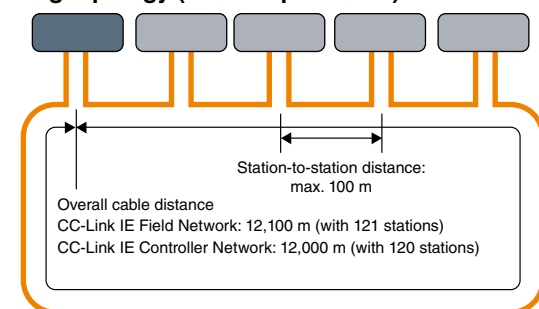 Station-to-station distance:
max. 100 m
Overall cable distance
CC-Link IE Field Network: 12,100 m (with 121 stations)
CC-Link IE Controller Network: 12,000 m (with 120 stations)